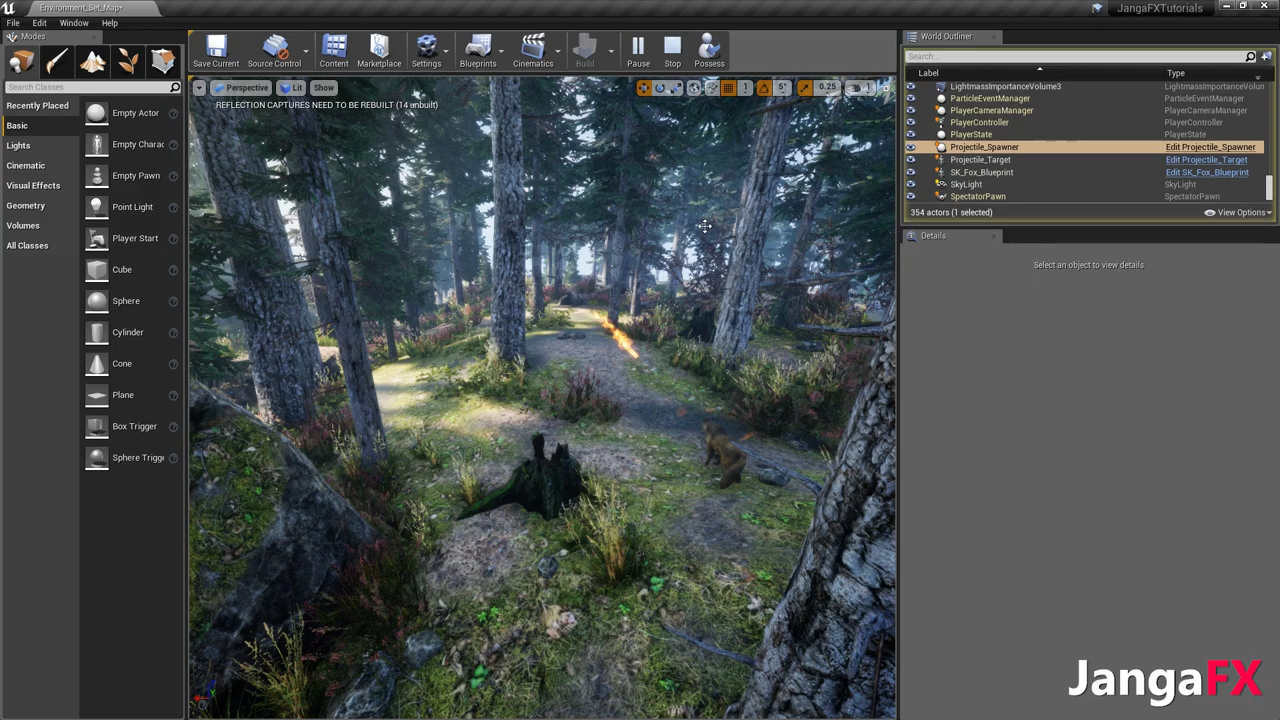 Environment_Set_Map*
JangaFXTutorials
File Edit Window Help
Modes
Search Classes
Recently Placed
Basic
Lights
Cinematic
Visual Effects
Geometry
Volumes
All Classes
Empty Actor
Empty Charac
Empty Pawn
Point Light
Player Start
Cube
Sphere
Cylinder
Cone
Plane
Box Trigger
Sphere Trigge
Save Current
Source Control
Content
Marketplace
Settings
Blueprints
Cinematics
Build
Pause
Stop
Possess
Perspective
Lit
Show
5°
0.25
1
REFLECTION CAPTURES NEED TO BE REBUILT (14 unbuilt)
World Outliner
Search...
Label Type
LightmassImportanceVolume3 LightmassImportanceVolun
ParticleEventManager ParticleEventManager
PlayerCameraManager PlayerCameraManager
PlayerController PlayerController
PlayerState PlayerState
Projectile_Spawner Edit Projectile_Spawner
Projectile_Target Edit Projectile_Target
SK_Fox_Blueprint Edit SK_Fox_Blueprint
SkyLight SkyLight
SpectatorPawn SpectatorPawn
354 actors (1 selected) View Options
Details
Select an object to view details.
JangaFX